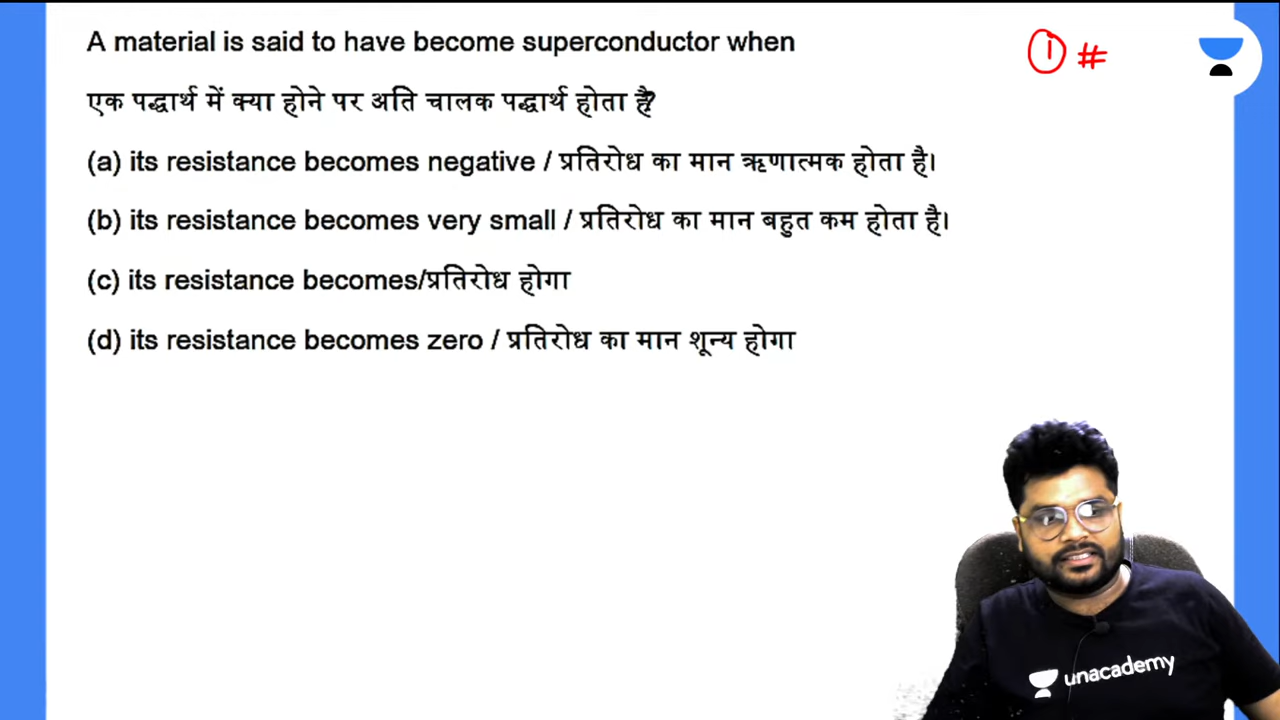 A material is said to have become superconductor when
① #
एक पद्धार्थ में क्या होने पर अति चालक पद्धार्थ होता है?
(a) its resistance becomes negative / प्रतिरोध का मान ऋणात्मक होता है।
(b) its resistance becomes very small / प्रतिरोध का मान बहुत कम होता है।
(c) its resistance becomes/प्रतिरोध होगा
(d) its resistance becomes zero / प्रतिरोध का मान शून्य होगा
unacademy